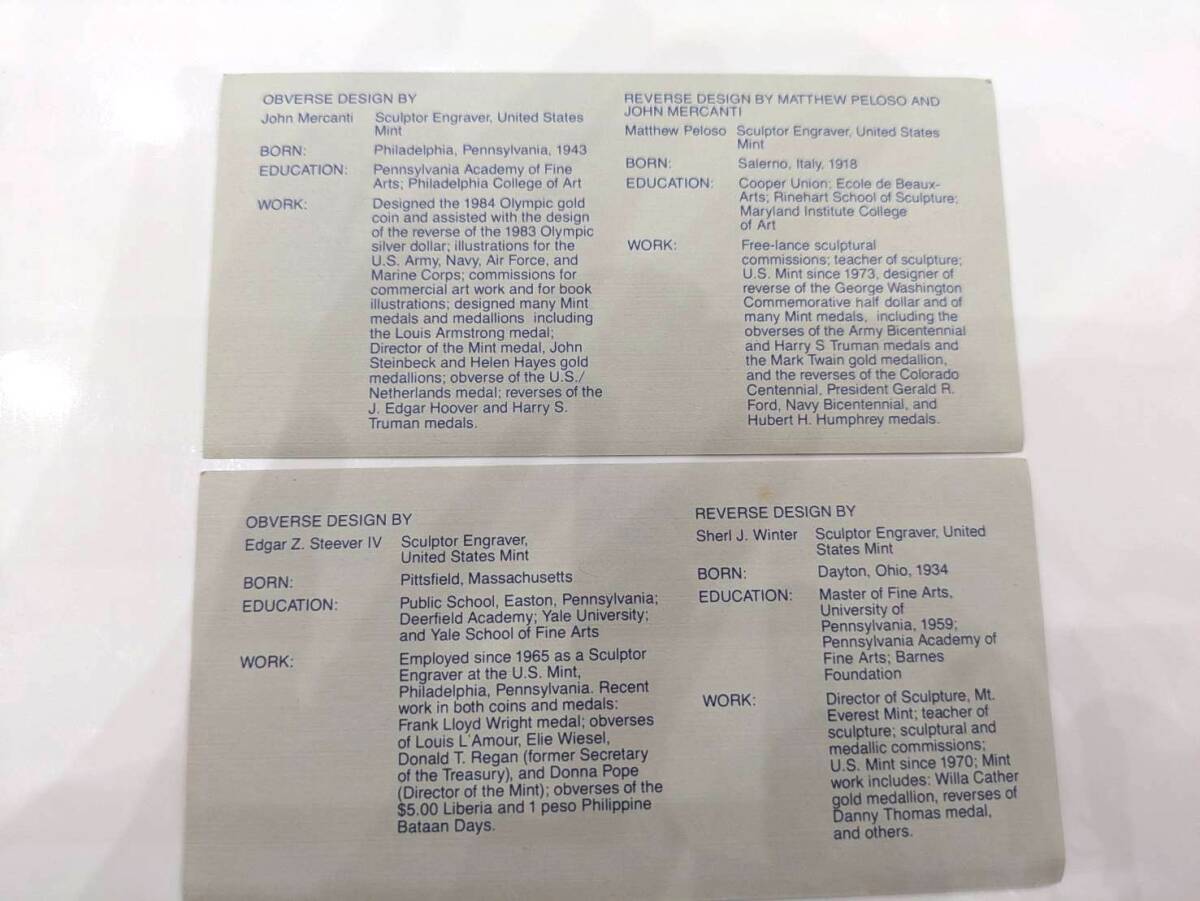 OBVERSE DESIGN BY
John Mercanti Sculptor Engraver, United States
Mint
BORN: Philadelphia, Pennsylvania, 1943
EDUCATION: Pennsylvania Academy of Fine
Arts; Philadelphia College of Art
WORK: Designed the 1984 Olympic gold
coin and assisted with the design
of the reverse of the 1983 Olympic
silver dollar; illustrations for the
U.S. Army, Navy, Air Force, and
Marine Corps; commissions for
commercial art work and for book
illustrations; designed many Mint
medals and medallions including
the Louis Armstrong medal;
Director of the Mint medal, John
Steinbeck and Helen Hayes gold
medallions; obverse of the U.S./
Netherlands medal; reverses of the
J. Edgar Hoover and Harry S.
Truman medals.
REVERSE DESIGN BY MATTHEW PELOSO AND
JOHN MERCANTI
Matthew Peloso Sculptor Engraver, United States
Mint
BORN: Salerno, Italy, 1918
EDUCATION: Cooper Union; Ecole de Beaux-
Arts; Rinehart School of Sculpture;
Maryland Institute College
of Art
WORK: Free-lance sculptural
commissions; teacher of sculpture;
U.S. Mint since 1973, designer of
reverse of the George Washington
Commemorative half dollar and of
many Mint medals, including the
obverses of the Army Bicentennial
and Harry S Truman medals and
the Mark Twain gold medallion,
and the reverses of the Colorado
Centennial, President Gerald R.
Ford, Navy Bicentennial, and
Hubert H. Humphrey medals.
OBVERSE DESIGN BY
Edgar Z. Steever IV Sculptor Engraver,
United States Mint
BORN: Pittsfield, Massachusetts
EDUCATION: Public School, Easton, Pennsylvania;
Deerfield Academy; Yale University;
and Yale School of Fine Arts
WORK: Employed since 1965 as a Sculptor
Engraver at the U.S. Mint,
Philadelphia, Pennsylvania. Recent
work in both coins and medals:
Frank Lloyd Wright medal; obverses
of Louis L'Amour, Elie Wiesel,
Donald T. Regan (former Secretary
of the Treasury), and Donna Pope
(Director of the Mint); obverses of the
$5.00 Liberia and 1 peso Philippine
Bataan Days.
REVERSE DESIGN BY
Sherl J. Winter Sculptor Engraver, United
States Mint
BORN: Dayton, Ohio, 1934
EDUCATION: Master of Fine Arts,
University of
Pennsylvania, 1959;
Pennsylvania Academy of
Fine Arts; Barnes
Foundation
WORK: Director of Sculpture, Mt.
Everest Mint; teacher of
sculpture; sculptural and
medallic commissions;
U.S. Mint since 1970; Mint
work includes: Willa Cather
gold medallion, reverses of
Danny Thomas medal,
and others.